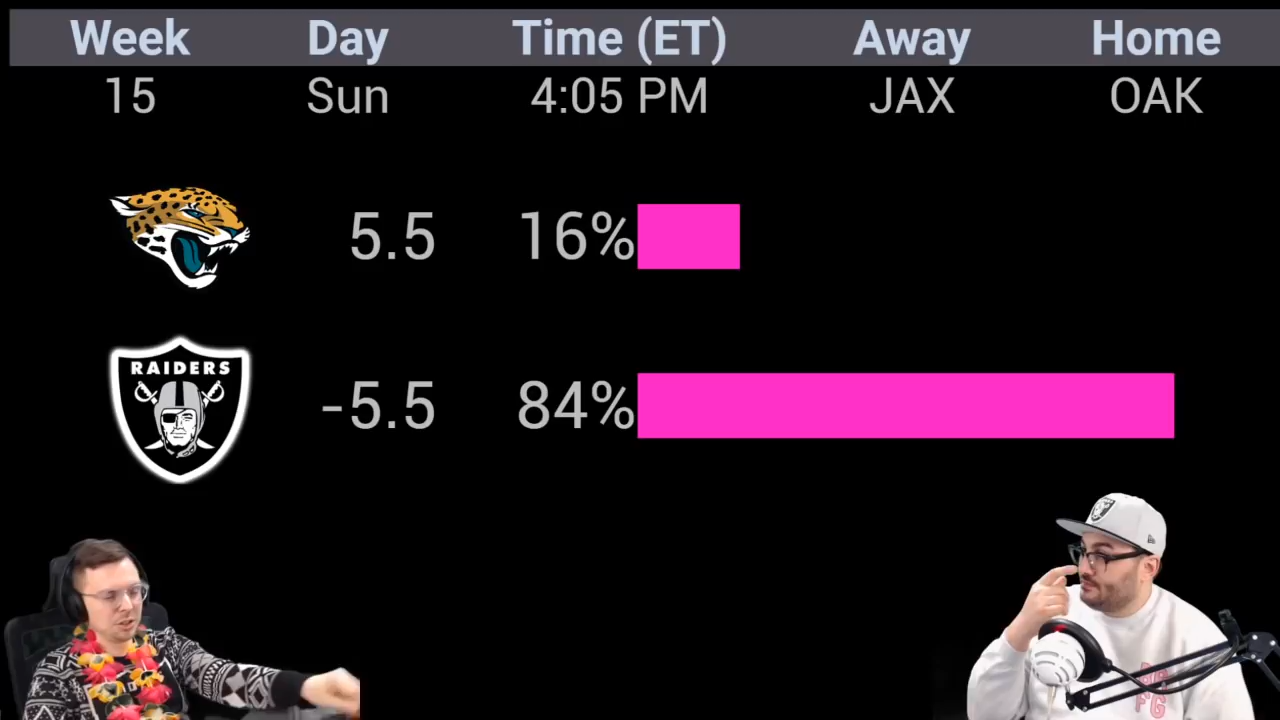 Week Day Time (ET) Away Home
15 Sun 4:05 PM JAX OAK
5.5 16%
RAIDERS
-5.5 84%